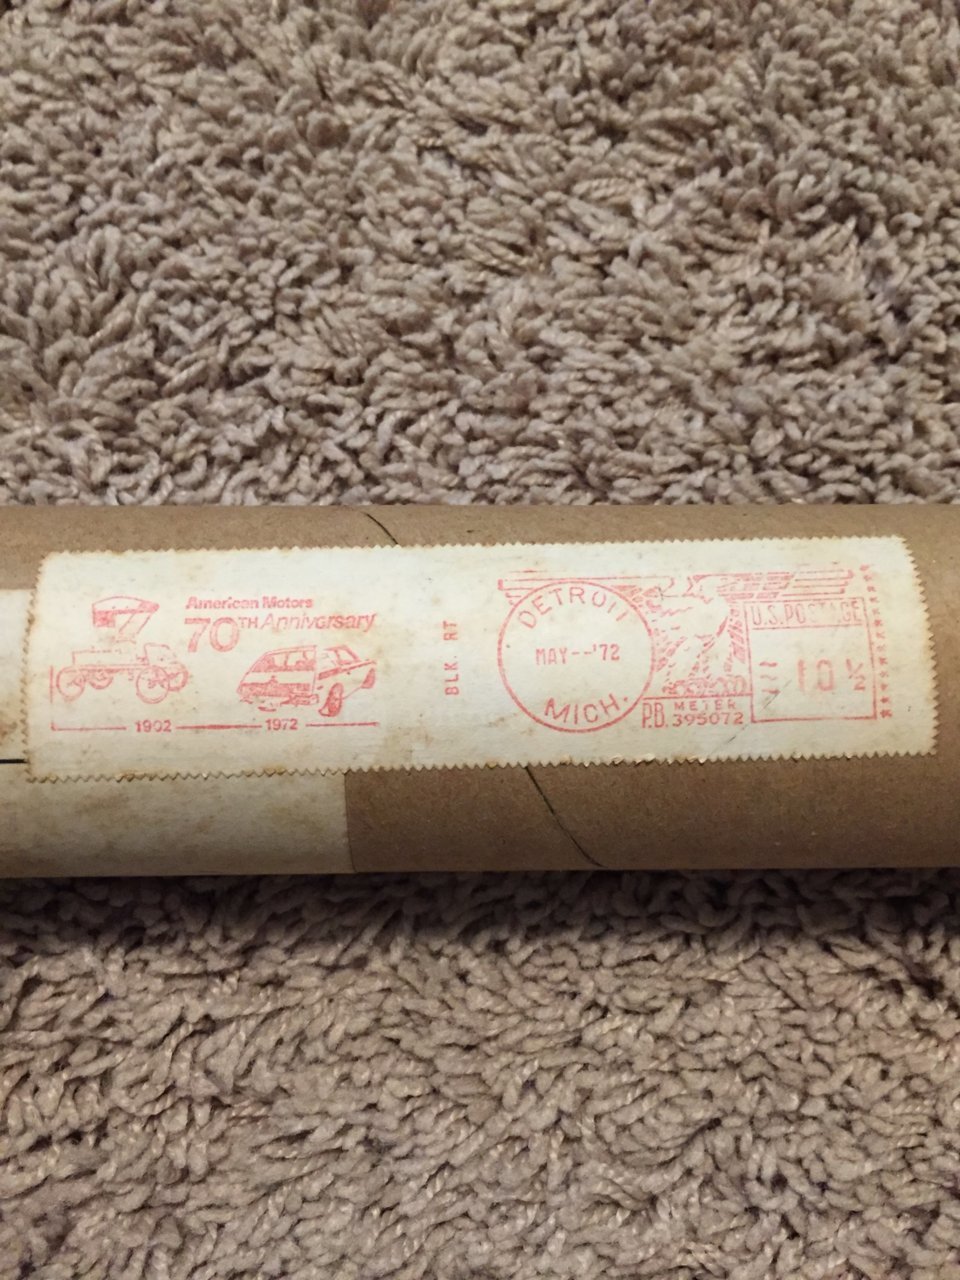 American Motors
70TH Anniversary
1902 1972
BLK. RT
DETROIT
MAY--'72
MICH.
P.B. METER
395072
U.S. POSTAGE
10 ½